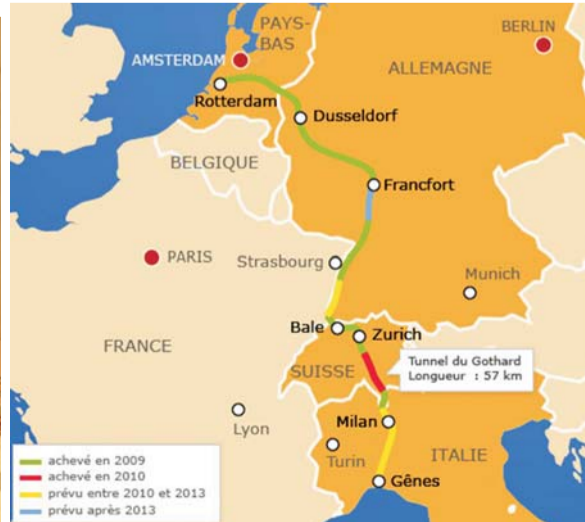 PAYS-
BAS
BERLIN
AMSTERDAM
ALLEMAGNE
Rotterdam
Dusseldorf
BELGIQUE
Francfort
PARIS
Strasbourg
Munich
Bale
Zurich
FRANCE
Tunnel du Gothard
Longueur : 57 km
SUISSE
Lyon
Milan
Turin
ITALIE
Gênes
achevé en 2009
achevé en 2010
prévu entre 2010 et 2013
prévu après 2013